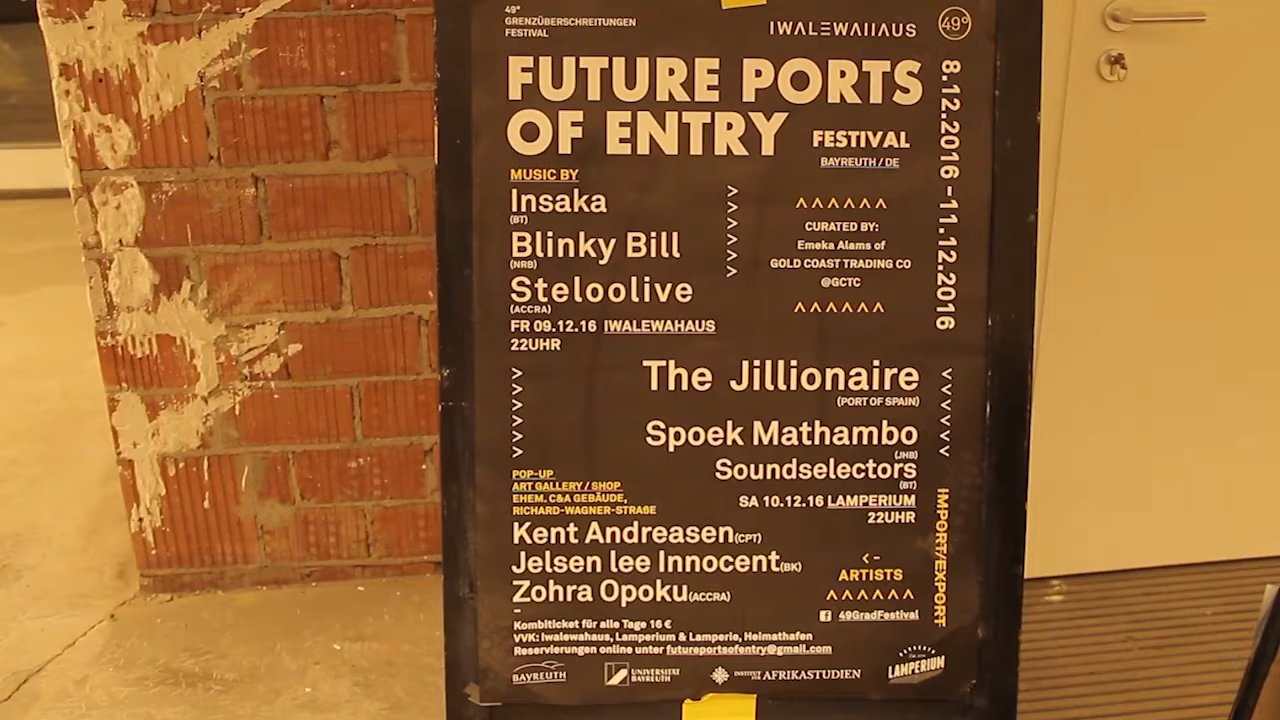 49°
GRENZÜBERSCHREITUNGEN
FESTIVAL
IWALEWAHAUS
49°
FUTURE PORTS
OF ENTRY
FESTIVAL
BAYREUTH / DE
8.12.2016 - 11.12.2016
MUSIC BY
Insaka
(BT)
Blinky Bill
(NRB)
Steloolive
(ACCRA)
FR 09.12.16 IWALEWAHAUS
22UHR
CURATED BY:
Emeka Alams of
GOLD COAST TRADING CO
@GCTC
The Jillionaire
(PORT OF SPAIN)
Spoek Mathambo
(JHB)
Soundselectors
(BT)
SA 10.12.16 LAMPERIUM
22UHR
POP-UP
ART GALLERY / SHOP
EHEM. C&A GEBÄUDE,
RICHARD-WAGNER-STRAßE
Kent Andreasen(CPT)
Jelsen lee Innocent(BK)
Zohra Opoku(ACCRA)
<-
ARTISTS
IMPORT/EXPORT
49GradFestival
-
Kombiticket für alle Tage 16 €
VVK: Iwalewahaus, Lamperium & Lamperie, Heimathafen
Reservierungen online unter futureportsofentry@gmail.com
BAYREUTH
UNIVERSITÄT
BAYREUTH
INSTITUT FÜR AFRIKASTUDIEN
LAMPERIUM